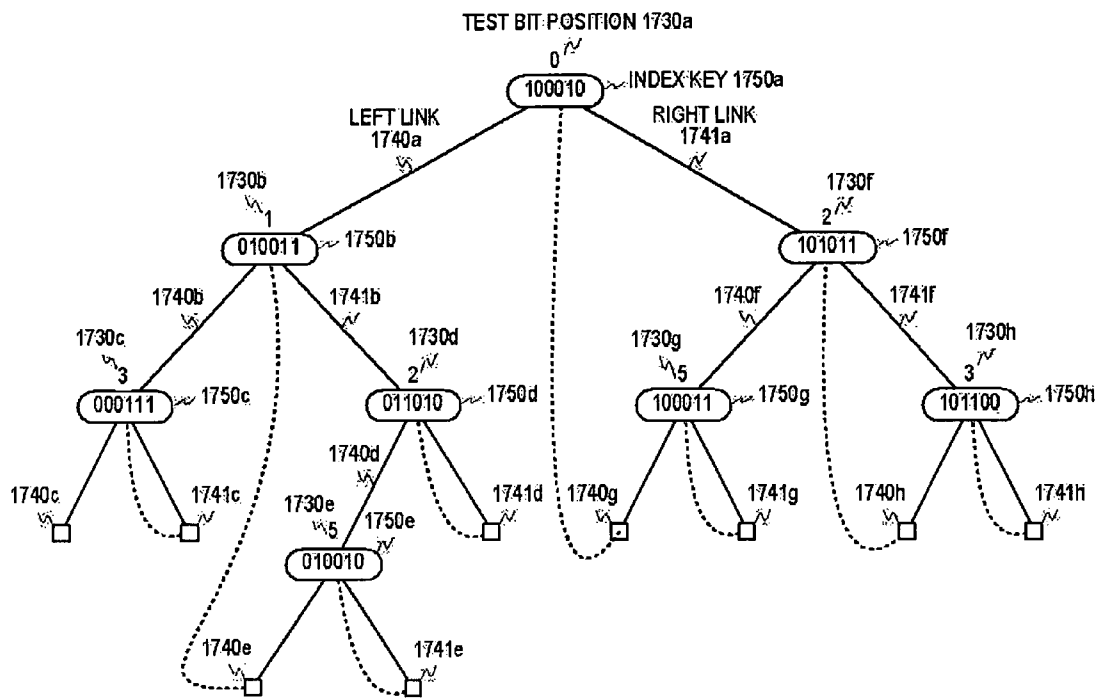 TEST BIT POSITION 1730a
0
100010
INDEX KEY 1750a
LEFT LINK
1740a
RIGHT LINK
1741a
1730b
1
010011
1750b
1730f
2
101011
1750f
1740b
1741b
1740f
1741f
1730c
3
000111
1750c
1730d
2
011010
1750d
1730g
5
100011
1750g
1730h
3
101100
1750h
1740c
1741c
1740d
1741d
1740g
1741g
1740h
1741h
1730e
5
1750e
010010
1740e
1741e